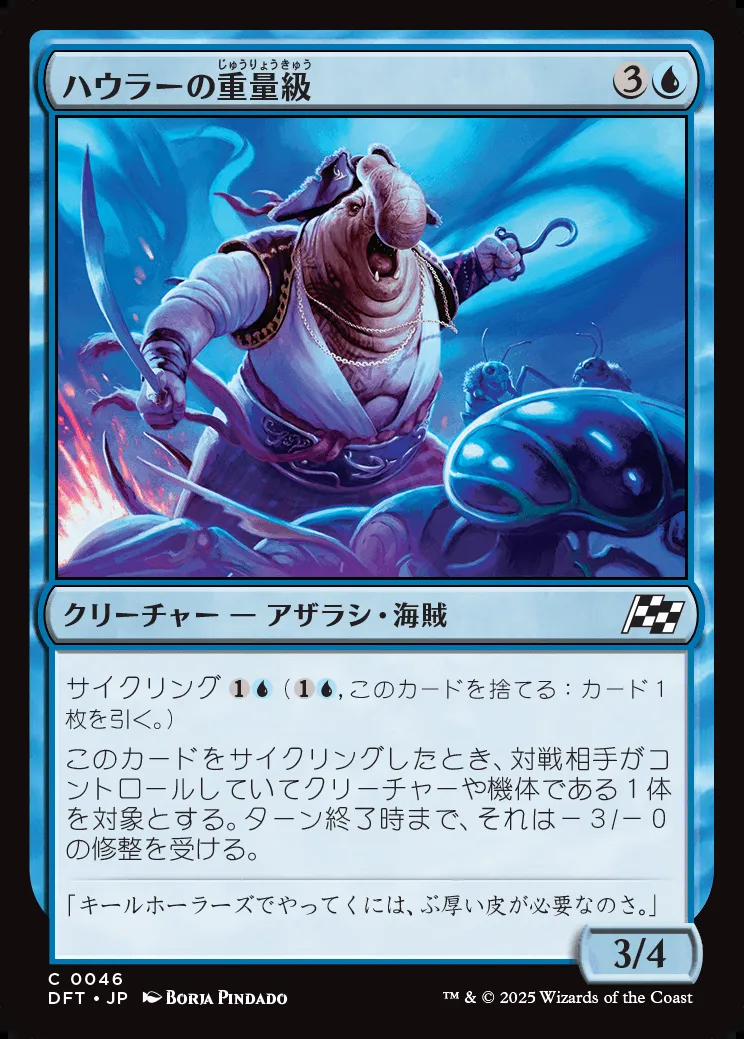 じゅうりょうきゅう
ハウラーの重量級
3
クリーチャー — アザラシ・海賊
サイクリング 1 (1 ,このカードを捨てる：カード１
枚を引く。)
このカードをサイクリングしたとき、対戦相手がコ
ントロールしていてクリーチャーや機体である１体
を対象とする。ターン終了時まで、それは－３/－０
の修整を受ける。
「キールホーラーズでやってくには、ぶ厚い皮が必要なのさ。」
3/4
C 0046
DFT • JP Borja Pindado
™ & © 2025 Wizards of the Coast